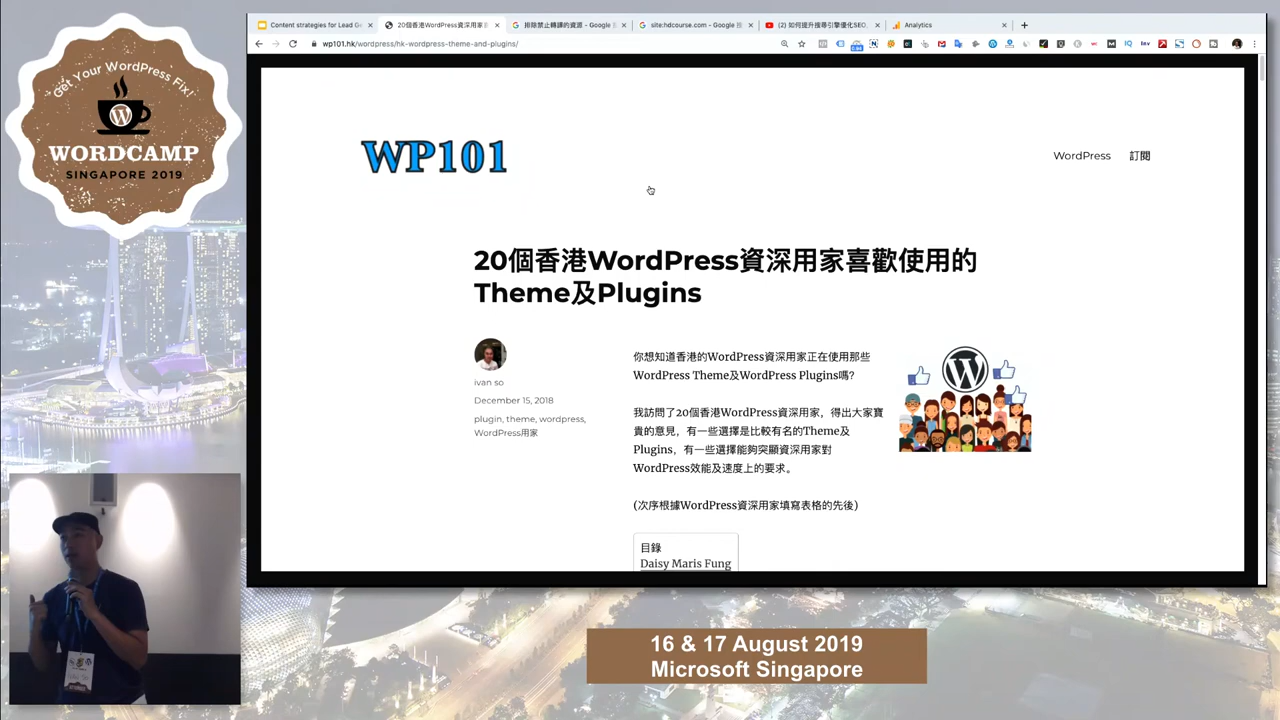 Get Your WordPress Fix!
WORDCAMP
SINGAPORE 2019
Content strategies for Lead Ge
20個香港WordPress資深用家喜
排除禁止轉譯的資源 - Google
site:hdcourse.com - Google
(2) 如何提升搜尋引擎優化SEO
Analytics
wp101.hk/wordpress/hk-wordpress-theme-and-plugins/
WP101
WordPress
訂閱
20個香港WordPress資深用家喜歡使用的
Theme及Plugins
ivan so
December 15, 2018
plugin, theme, wordpress,
WordPress用家
你想知道香港的WordPress資深用家正在使用那些
WordPress Theme及WordPress Plugins嗎?
我訪問了20個香港WordPress資深用家，得出大家寶
貴的意見，有一些選擇是比較有名的Theme及
Plugins，有一些選擇能夠突顯資深用家對
WordPress效能及速度上的要求。
(次序根據WordPress資深用家填寫表格的先後)
目錄
Daisy Maris Fung
16 & 17 August 2019
Microsoft Singapore